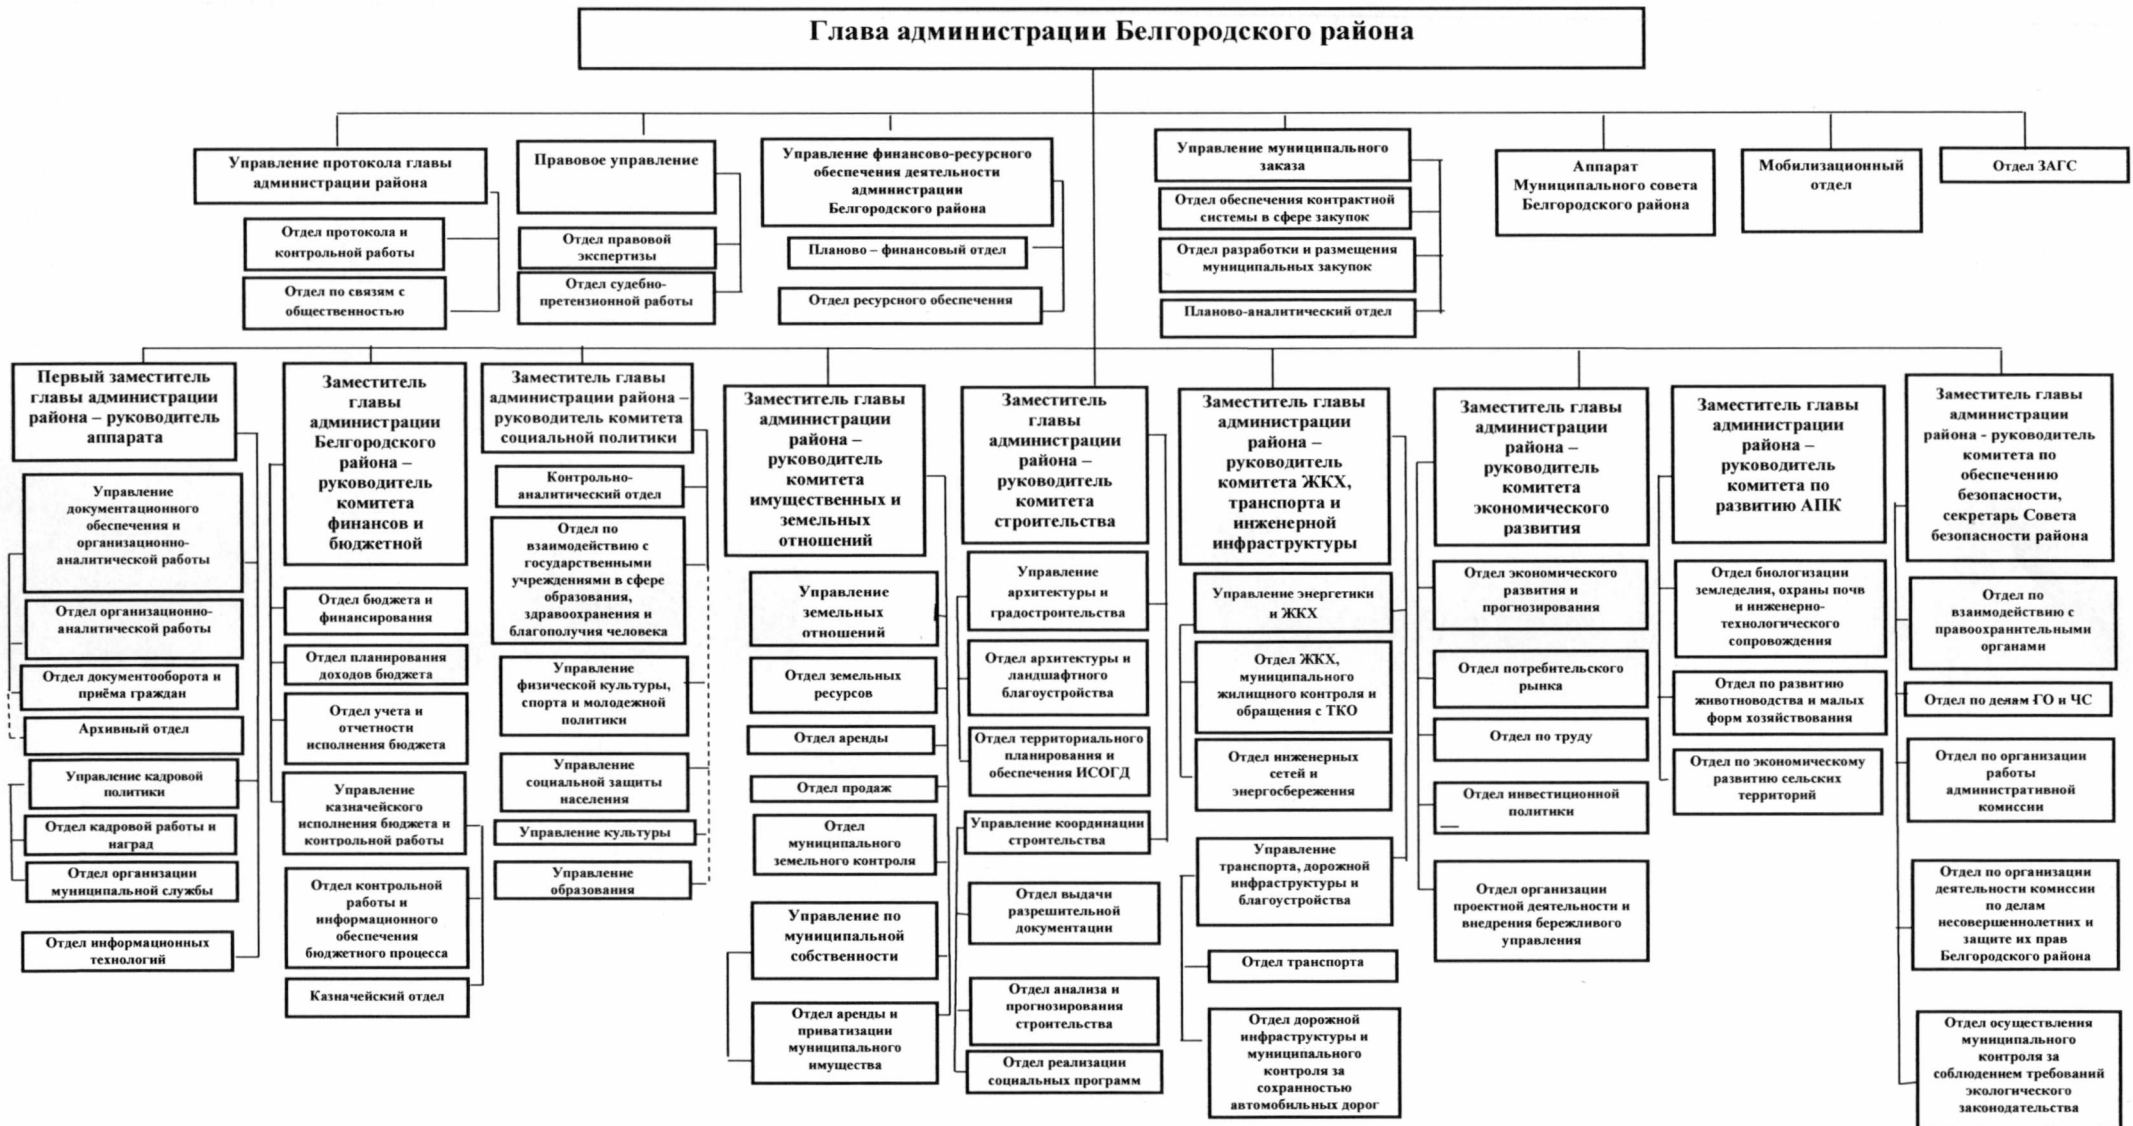 Глава администрации Белгородского района
Управление протокола главы
администрации района
Отдел протокола и
контрольной работы
Отдел по связям с
общественностью
Правовое управление
Отдел правовой
экспертизы
Отдел судебно-
претензионной работы
Управление финансово-ресурсного
обеспечения деятельности
администрации
Белгородского района
Планово – финансовый отдел
Отдел ресурсного обеспечения
Управление муниципального
заказа
Отдел обеспечения контрактной
системы в сфере закупок
Отдел разработки и размещения
муниципальных закупок
Планово-аналитический отдел
Аппарат
Муниципального совета
Белгородского района
Мобилизационный
отдел
Отдел ЗАГС
Первый заместитель
главы администрации
района – руководитель
аппарата
Управление
документационного
обеспечения и
организационно-
аналитической работы
Отдел организационно-
аналитической работы
Отдел документооборота и
приёма граждан
Архивный отдел
Управление кадровой
политики
Отдел кадровой работы и
наград
Отдел организации
муниципальной службы
Отдел информационных
технологий
Заместитель
главы
администрации
Белгородского
района –
руководитель
комитета
финансов и
бюджетной
Отдел бюджета и
финансирования
Отдел планирования
доходов бюджета
Отдел учета и
отчетности
исполнения бюджета
Управление
казначейского
исполнения бюджета и
контрольной работы
Отдел контрольной
работы и
информационного
обеспечения
бюджетного процесса
Казначейский отдел
Заместитель главы
администрации района –
руководитель комитета
социальной политики
Контрольно-
аналитический отдел
Отдел по
взаимодействию с
государственными
учреждениями в сфере
образования,
здравоохранения и
благополучия человека
Управление
физической культуры,
спорта и молодежной
политики
Управление
социальной защиты
населения
Управление культуры
Управление
образования
Заместитель главы
администрации
района –
руководитель
комитета
имущественных и
земельных
отношений
Управление
земельных
отношений
Отдел земельных
ресурсов
Отдел аренды
Отдел продаж
Отдел
муниципального
земельного контроля
Управление по
муниципальной
собственности
Отдел аренды и
приватизации
муниципального
имущества
Заместитель
главы
администрации
района –
руководитель
комитета
строительства
Управление
архитектуры и
градостроительства
Отдел архитектуры и
ландшафтного
благоустройства
Отдел территориального
планирования и
обеспечения ИСОГД
Управление координации
строительства
Отдел выдачи
разрешительной
документации
Отдел анализа и
прогнозирования
строительства
Отдел реализации
социальных программ
Заместитель главы
администрации
района –
руководитель
комитета ЖКХ,
транспорта и
инженерной
инфраструктуры
Управление энергетики
и ЖКХ
Отдел ЖКХ,
муниципального
жилищного контроля и
обращения с ТКО
Отдел инженерных
сетей и
энергосбережения
Управление
транспорта, дорожной
инфраструктуры и
благоустройства
Отдел транспорта
Отдел дорожной
инфраструктуры и
муниципального
контроля за
сохранностью
автомобильных дорог
Заместитель главы
администрации
района –
руководитель
комитета
экономического
развития
Отдел экономического
развития и
прогнозирования
Отдел потребительского
рынка
Отдел по труду
Отдел инвестиционной
политики
Отдел организации
проектной деятельности и
внедрения бережливого
управления
Заместитель главы
администрации
района –
руководитель
комитета по
развитию АПК
Отдел биологизации
земледелия, охраны почв
и инженерно-
технологического
сопровождения
Отдел по развитию
животноводства и малых
форм хозяйствования
Отдел по экономическому
развитию сельских
территорий
Заместитель главы
администрации
района - руководитель
комитета по
обеспечению
безопасности,
секретарь Совета
безопасности района
Отдел по
взаимодействию с
правоохранительными
органами
Отдел по делам ГО и ЧС
Отдел по организации
работы
административной
комиссии
Отдел по организации
деятельности комиссии
по делам
несовершеннолетних и
защите их прав
Белгородского района
Отдел осуществления
муниципального
контроля за
соблюдением требований
экологического
законодательства